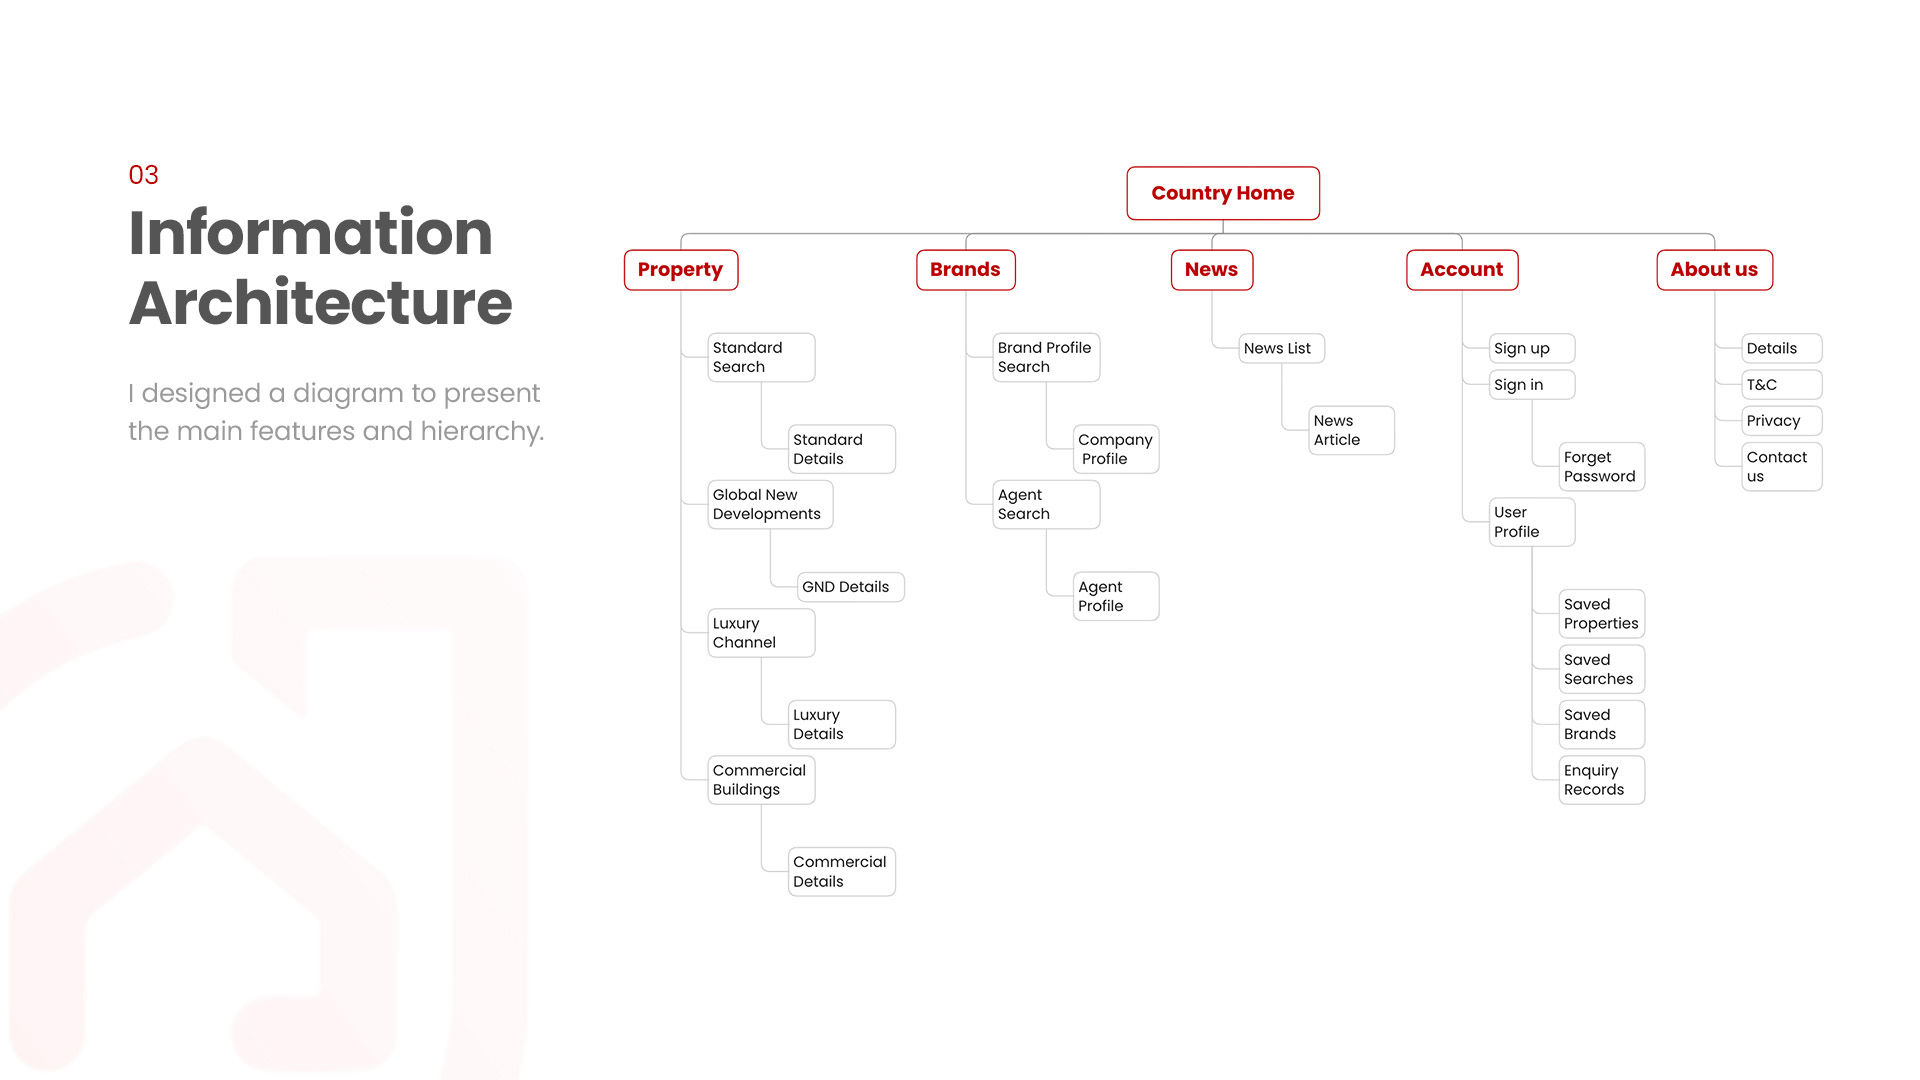 03
Information
Architecture
I designed a diagram to present
the main features and hierarchy.
Country Home
Property
Brands
News
Account
About us
Standard
Search
Standard
Details
Global New
Developments
GND Details
Luxury
Channel
Luxury
Details
Commercial
Buildings
Commercial
Details
Brand Profile
Search
Company
Profile
Agent
Search
Agent
Profile
News List
News
Article
Sign up
Sign in
Forget
Password
User
Profile
Saved
Properties
Saved
Searches
Saved
Brands
Enquiry
Records
Details
T&C
Privacy
Contact
us